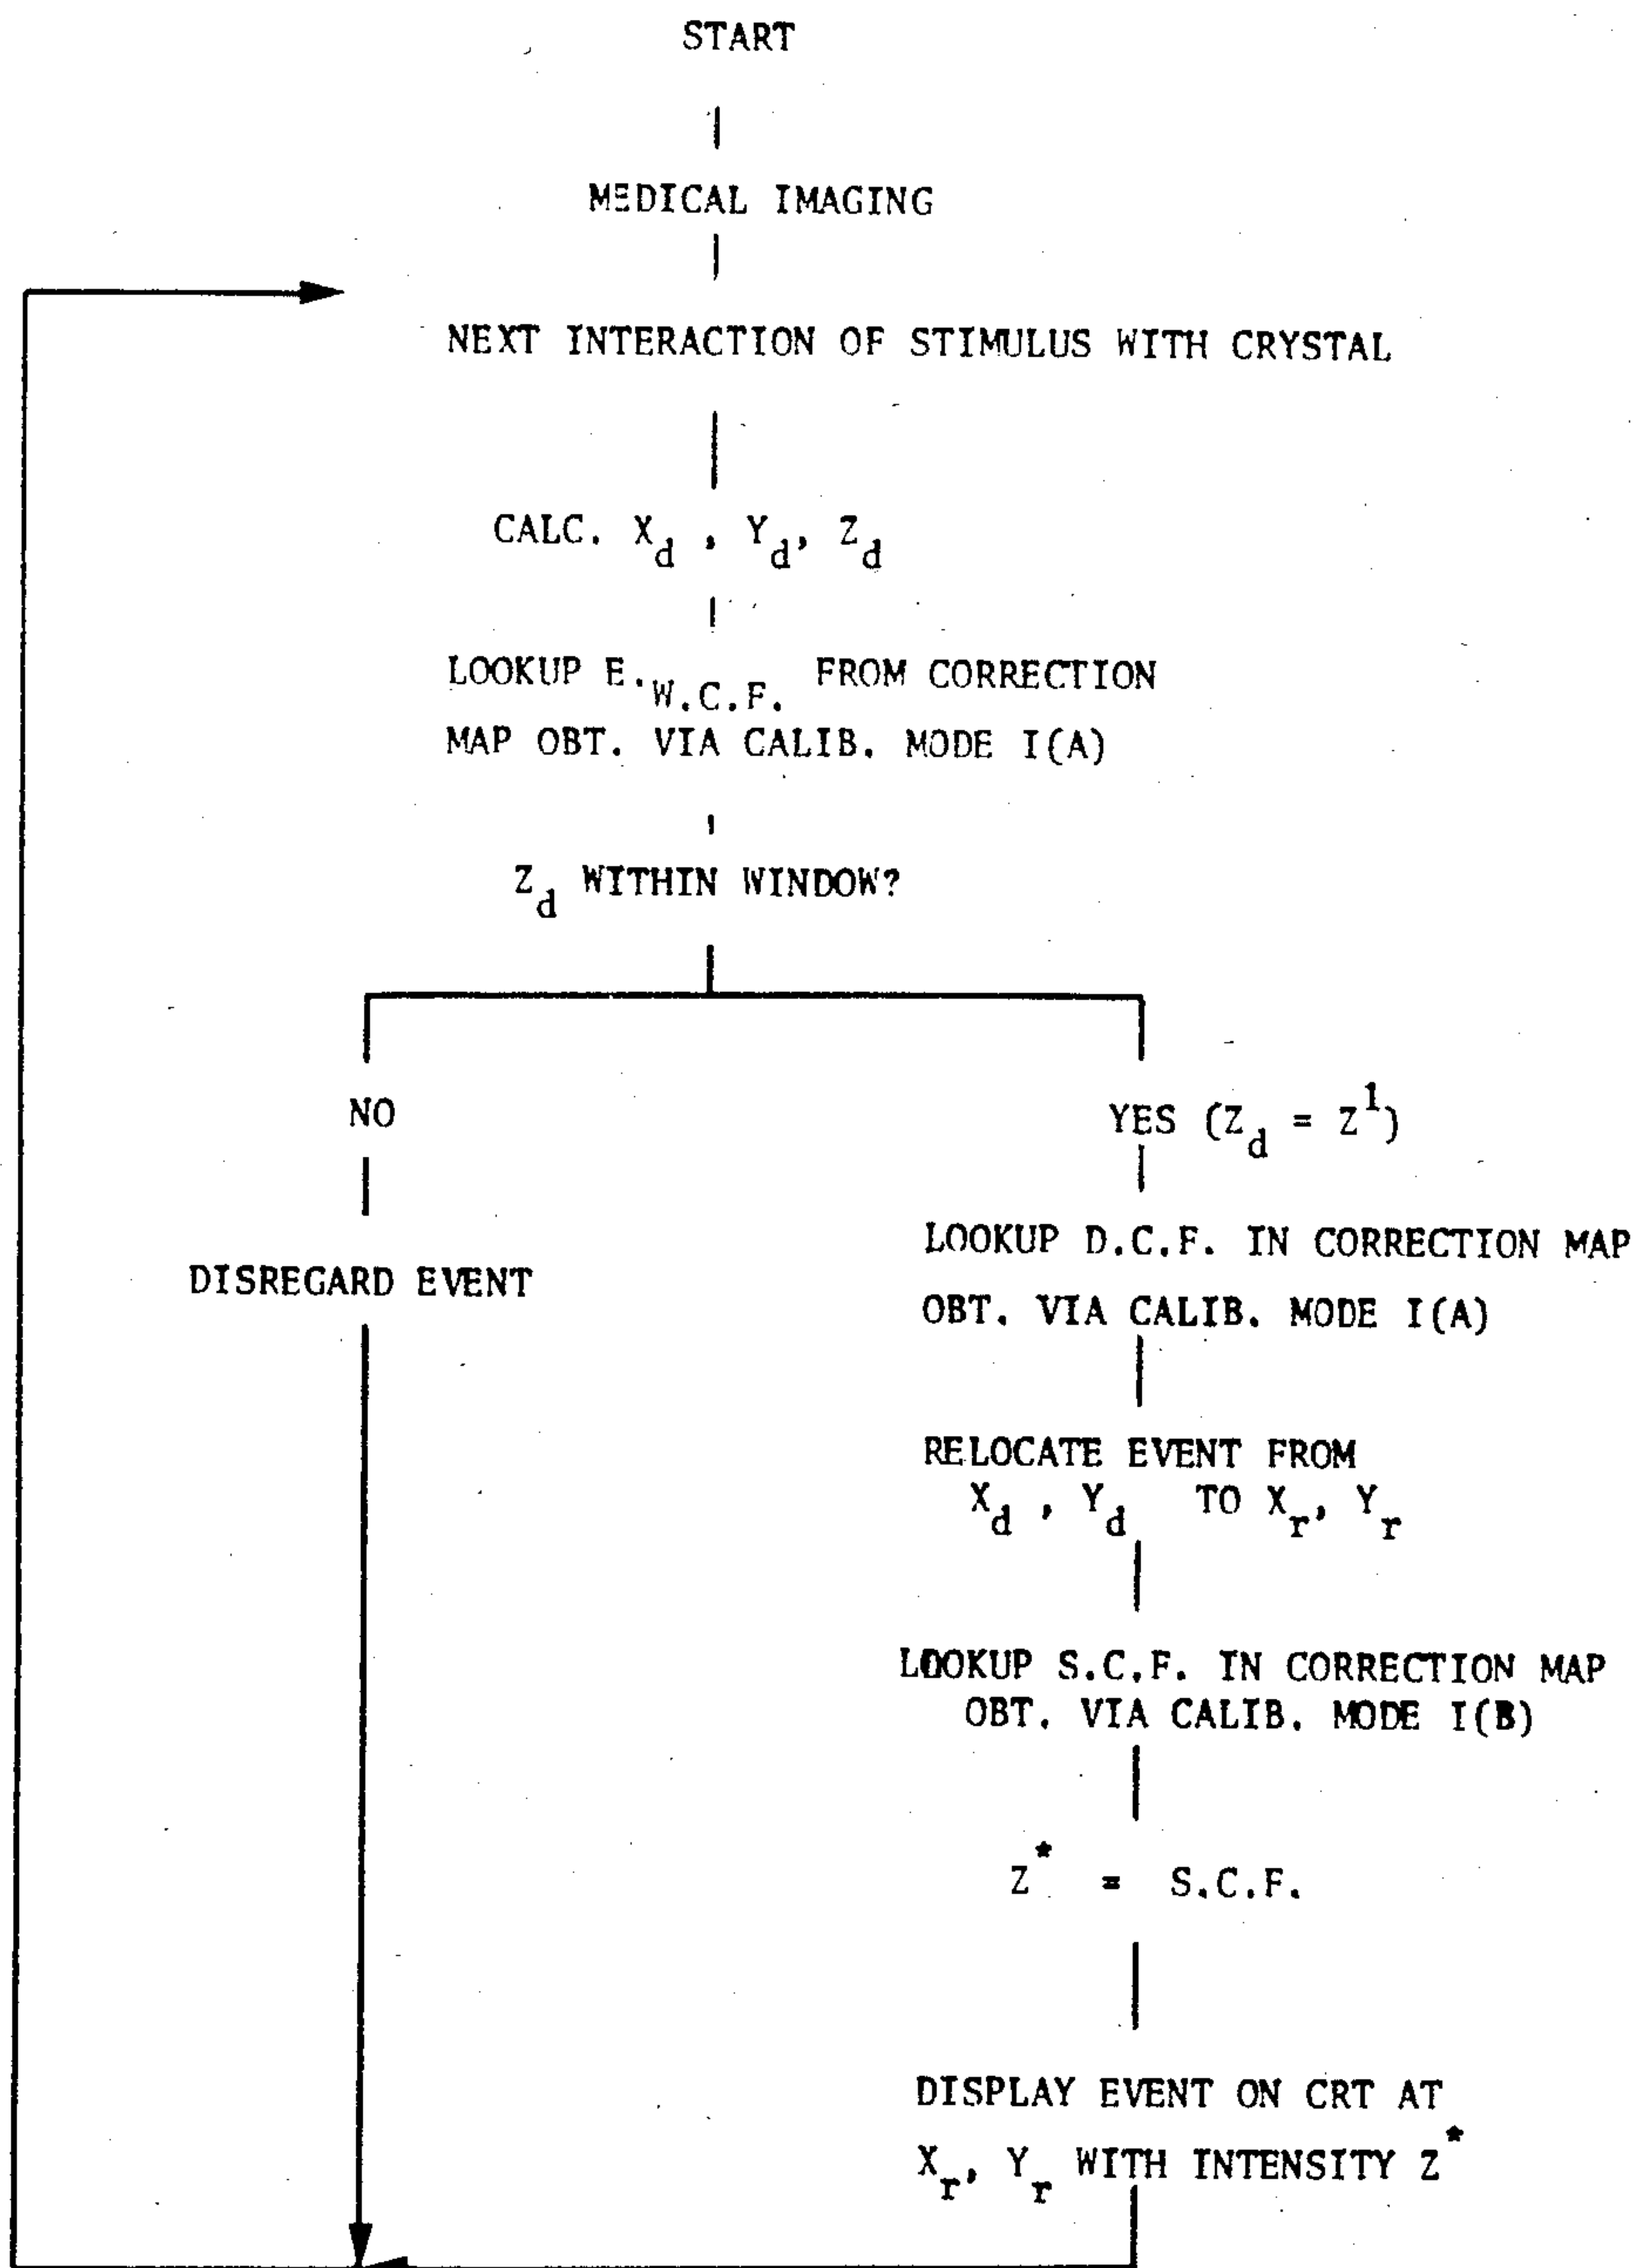 START
MEDICAL IMAGING
NEXT INTERACTION OF STIMULUS WITH CRYSTAL
CALC. X_d , Y_d, Z_d
LOOKUP E._W.C.F. FROM CORRECTION
MAP OBT. VIA CALIB. MODE I(A)
Z_d WITHIN WINDOW?
NO
YES (Z_d = Z^1)
DISREGARD EVENT
LOOKUP D.C.F. IN CORRECTION MAP
OBT. VIA CALIB. MODE I(A)
RELOCATE EVENT FROM
X_d , Y_d TO X_r, Y_r
LOOKUP S.C.F. IN CORRECTION MAP
OBT. VIA CALIB. MODE I(B)
Z^* = S.C.F.
DISPLAY EVENT ON CRT AT
X_r, Y_r WITH INTENSITY Z^*